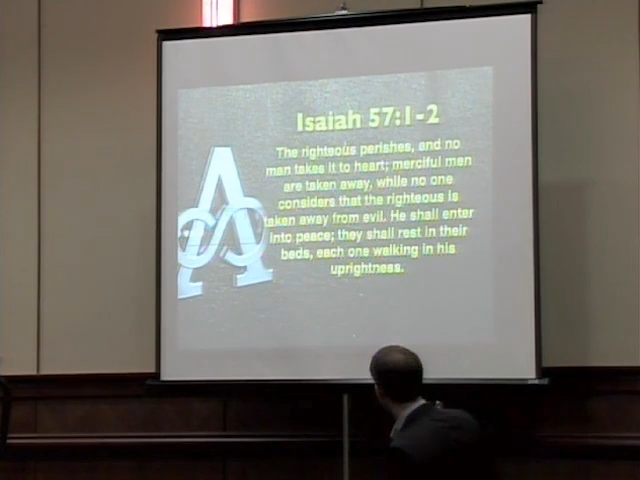 Isaiah 57:1-2
The righteous perishes, and no
man takes it to heart; merciful men
are taken away, while no one
considers that the righteous is
taken away from evil. He shall enter
into peace; they shall rest in their
beds, each one walking in his
uprightness.